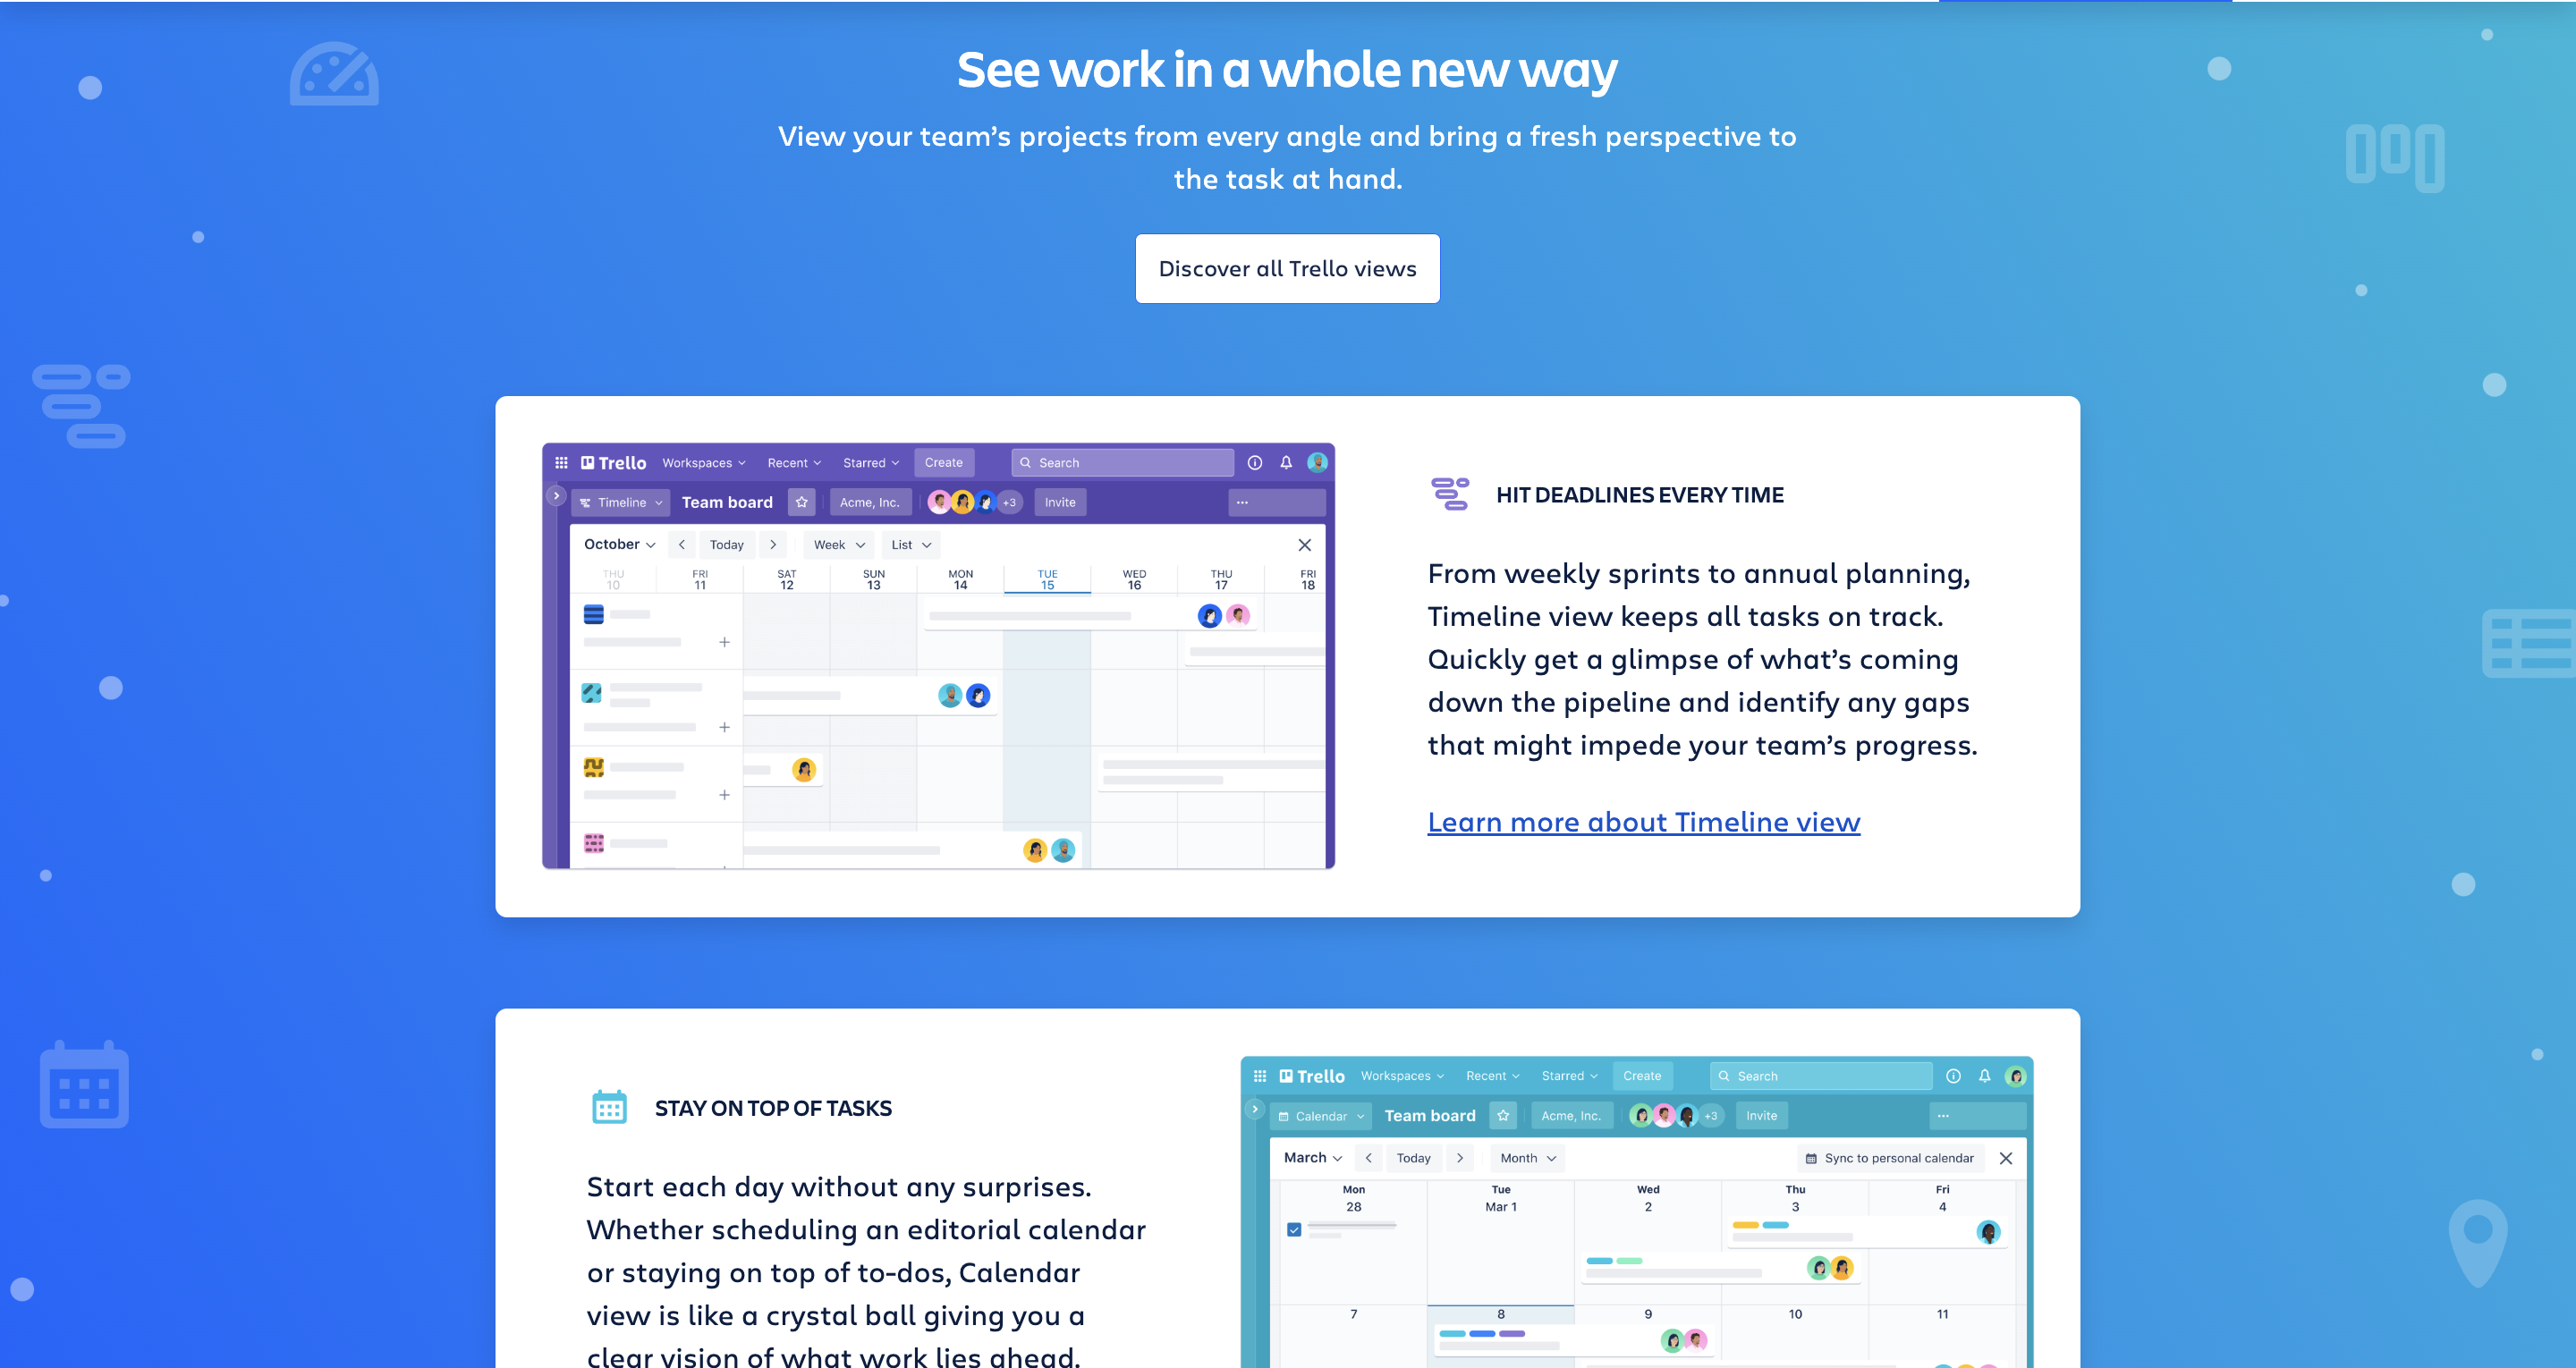 See work in a whole new way
View your team’s projects from every angle and bring a fresh perspective to
the task at hand.
Discover all Trello views
Trello Workspaces Recent Starred Create Search
Timeline Team board Acme, Inc. +3 Invite
October Today Week List
THU FRI SAT SUN MON TUE WED THU FRI
10 11 12 13 14 15 16 17 18
HIT DEADLINES EVERY TIME
From weekly sprints to annual planning,
Timeline view keeps all tasks on track.
Quickly get a glimpse of what’s coming
down the pipeline and identify any gaps
that might impede your team’s progress.
Learn more about Timeline view
STAY ON TOP OF TASKS
Start each day without any surprises.
Whether scheduling an editorial calendar
or staying on top of to-dos, Calendar
view is like a crystal ball giving you a
clear vision of what work lies ahead.
Trello Workspaces Recent Starred Create Search
Calendar Team board Acme, Inc. +3 Invite
March Today Month Sync to personal calendar
Mon Tue Wed Thu Fri
28 Mar 1 2 3 4
7 8 9 10 11